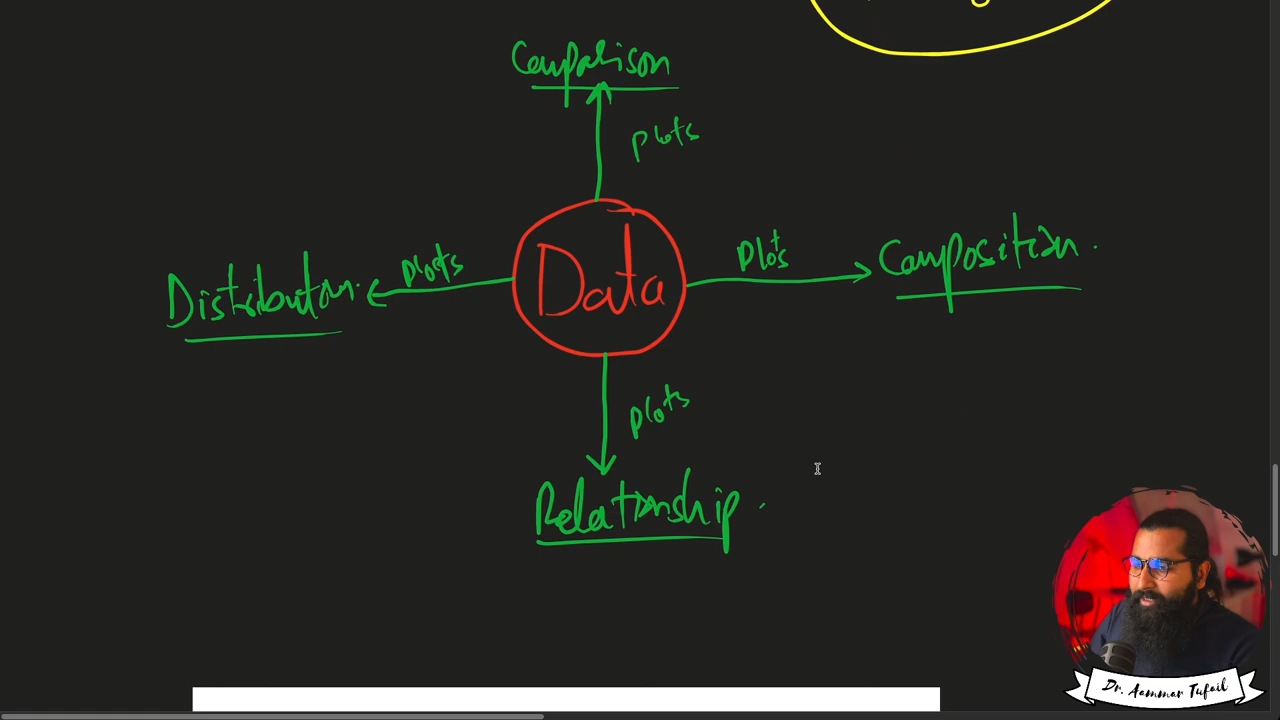 Comparison
plots
Data
plots
Composition.
plots
Distribution.
plots
Relationship.
Dr. Aammar Tufail